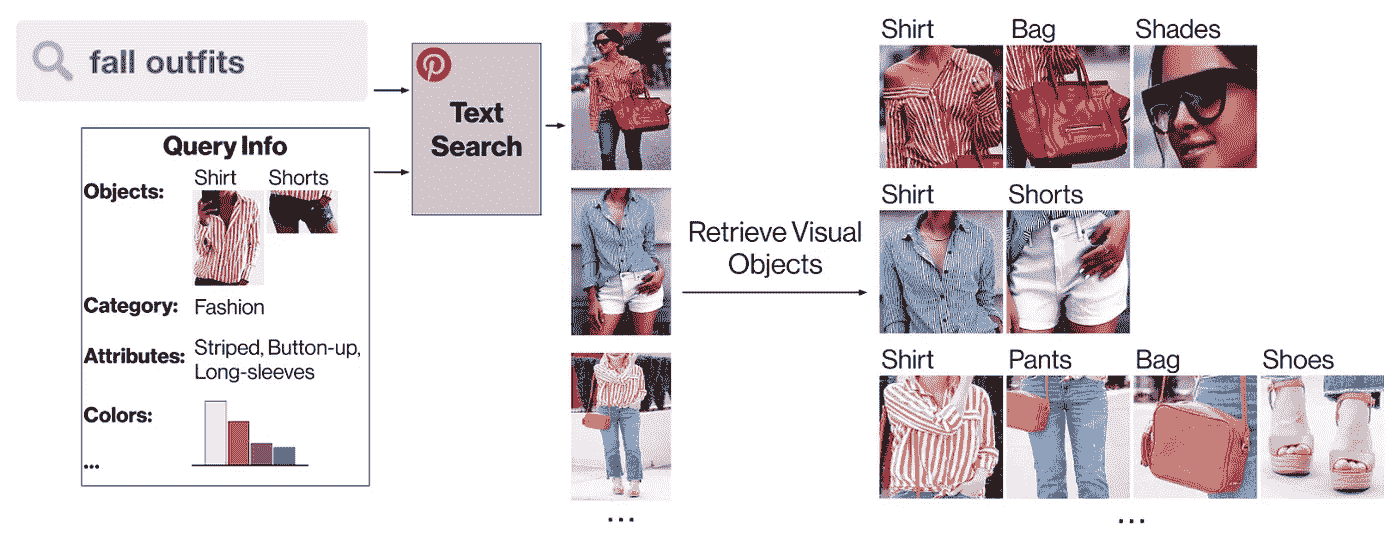 fall outfits
Query Info
Objects:
Shirt
Shorts
Category:
Fashion
Attributes:
Striped, Button-up,
Long-sleeves
Colors:
...
Text
Search
...
Retrieve Visual
Objects
Shirt
Bag
Shades
Shirt
Shorts
Shirt
Pants
Bag
Shoes
...